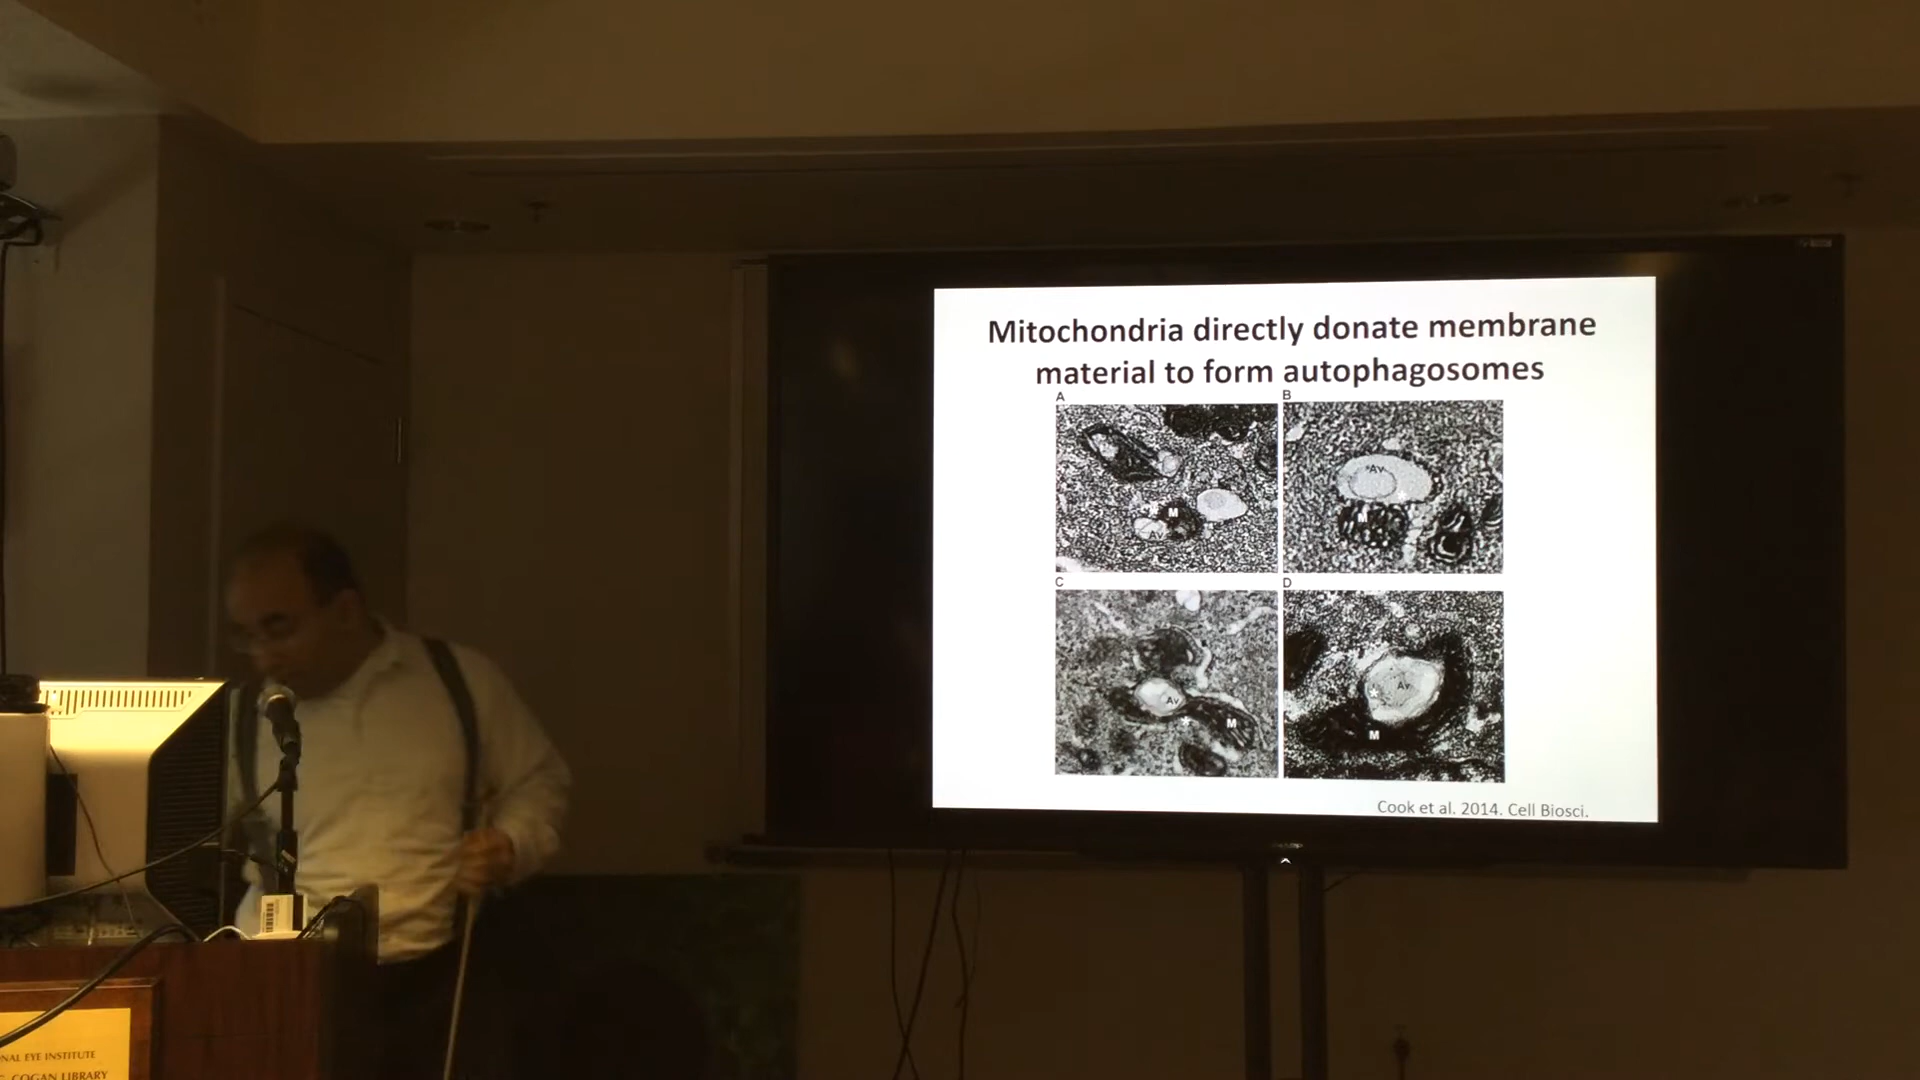 Mitochondria directly donate membrane
material to form autophagosomes
A
B
M
Av
Av
M
C
D
Av
M
Av
M
Cook et al. 2014. Cell Biosci.
NAL EYE INSTITUTE
COGAN LIBRARY